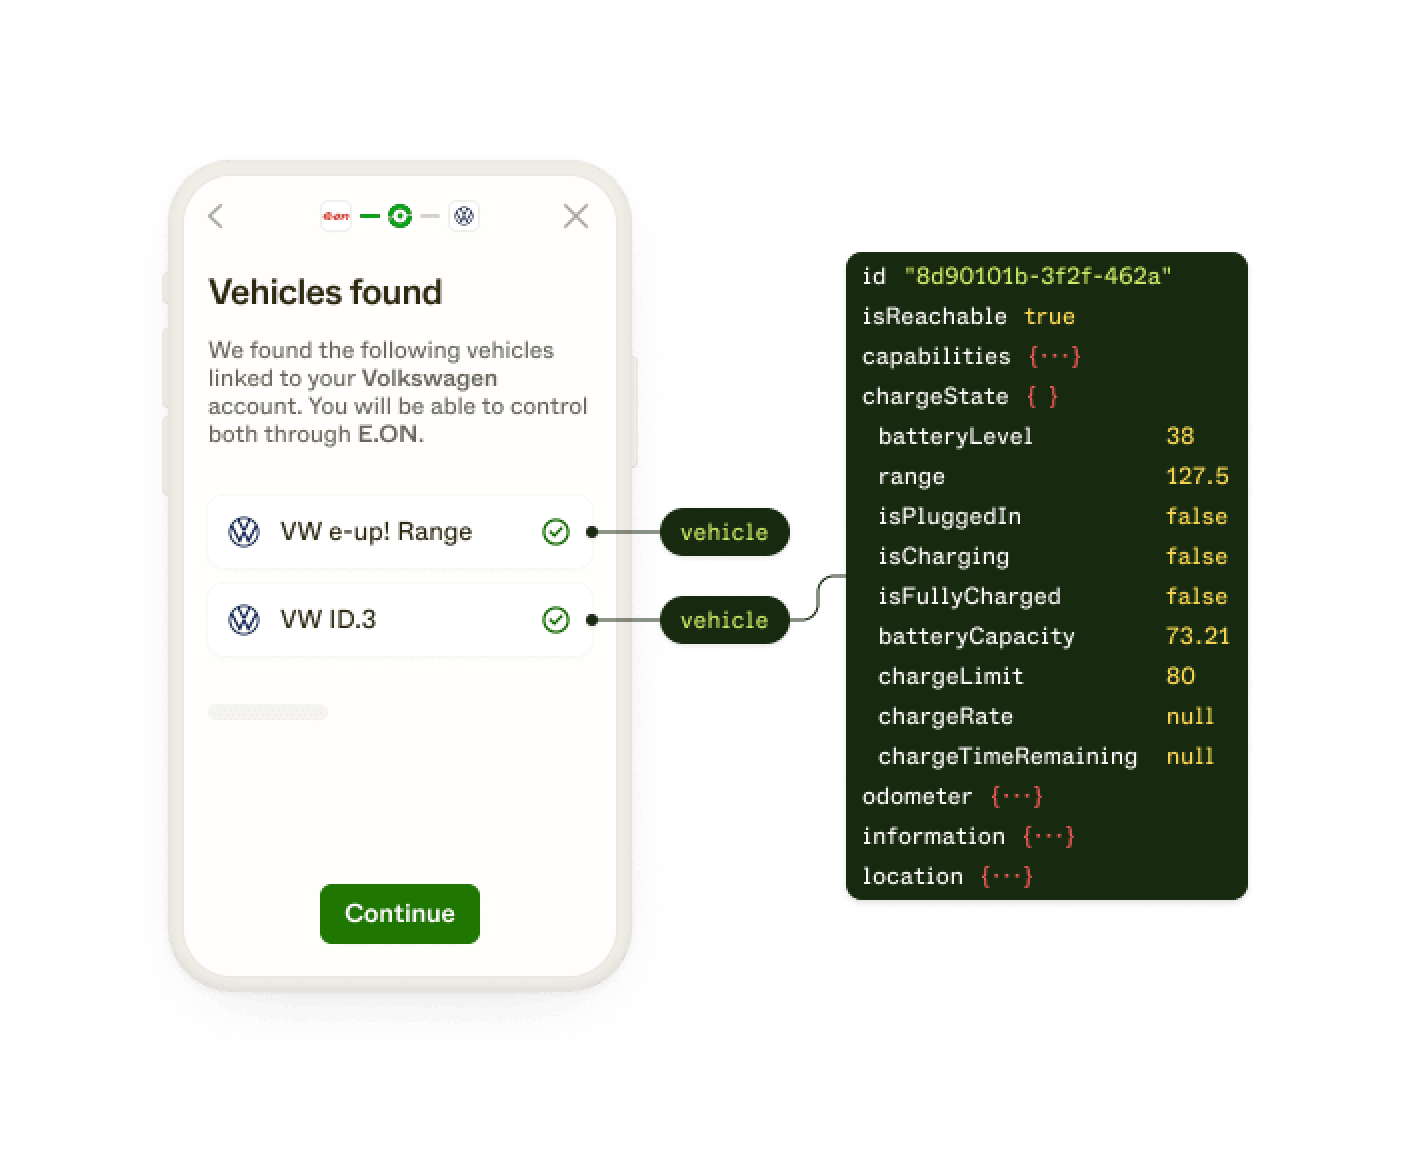 e·on
Vehicles found
We found the following vehicles
linked to your Volkswagen
account. You will be able to control
both through E.ON.
VW e-up! Range
vehicle
VW ID.3
vehicle
Continue
id "8d90101b-3f2f-462a"
isReachable true
capabilities {···}
chargeState { }
batteryLevel 38
range 127.5
isPluggedIn false
isCharging false
isFullyCharged false
batteryCapacity 73.21
chargeLimit 80
chargeRate null
chargeTimeRemaining null
odometer {···}
information {···}
location {···}